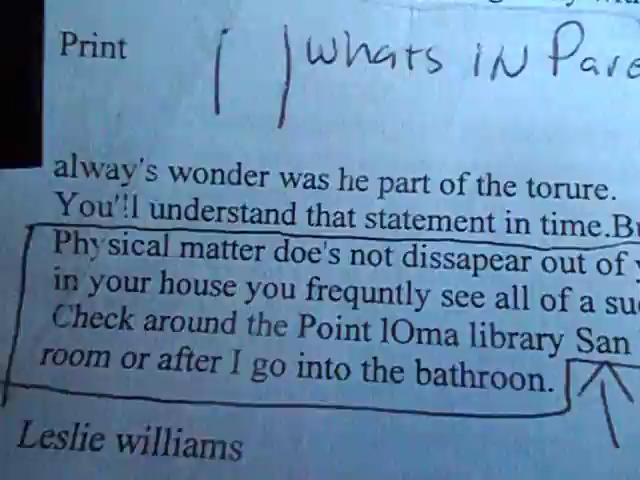 Print ( ) whats IN Pare
alway's wonder was he part of the torure.
You'll understand that statement in time.Bu
Physical matter doe's not dissapear out of
in your house you frequntly see all of a su
Check around the Point lOma library San
room or after I go into the bathroon.
Leslie williams